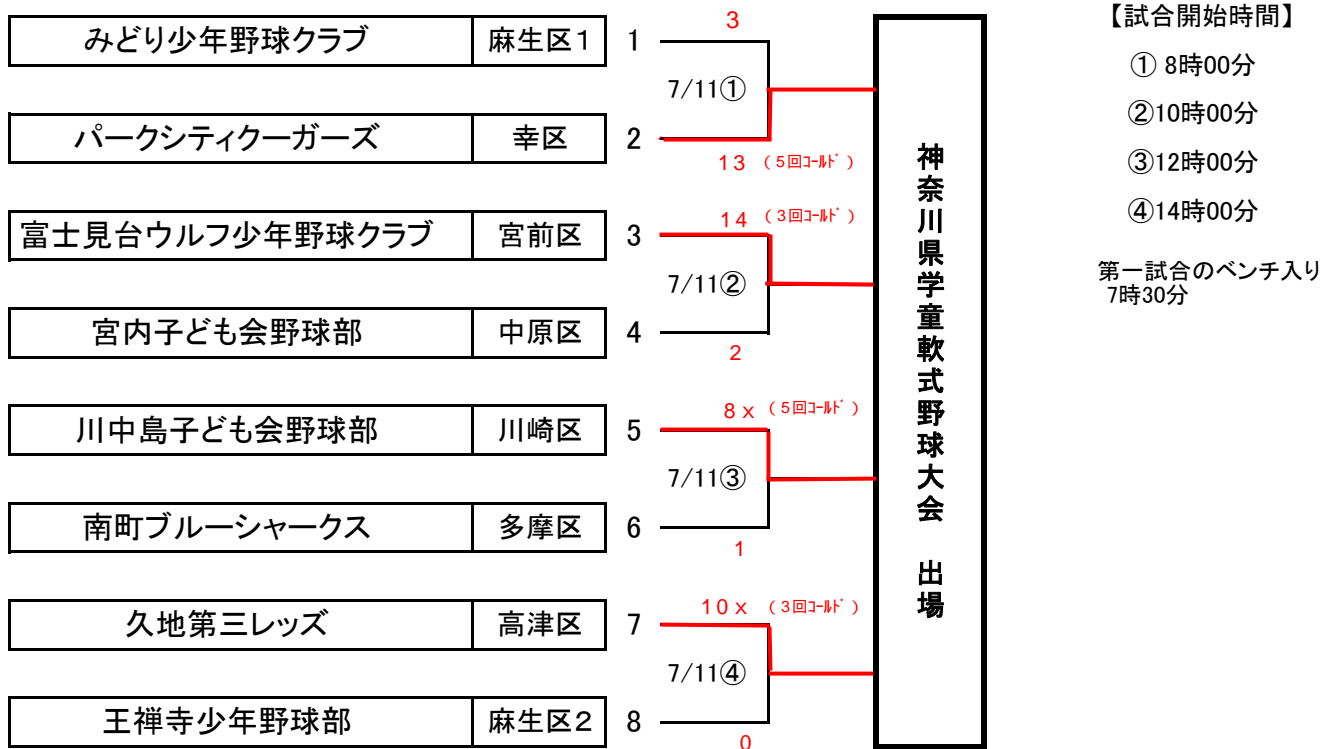 みどり少年野球クラブ 麻生区1 1
3
7/11①
パークシティクーガーズ 幸区 2
13 (5回ｺｰﾙﾄﾞ)
富士見台ウルフ少年野球クラブ 宮前区 3
14 (3回ｺｰﾙﾄﾞ)
7/11②
宮内子ども会野球部 中原区 4
2
川中島子ども会野球部 川崎区 5
8x (5回ｺｰﾙﾄﾞ)
7/11③
南町ブルーシャークス 多摩区 6
1
久地第三レッズ 高津区 7
10x (3回ｺｰﾙﾄﾞ)
7/11④
王禅寺少年野球部 麻生区2 8
0
神奈川県学童軟式野球大会 出場
【試合開始時間】
① 8時00分
②10時00分
③12時00分
④14時00分
第一試合のベンチ入り
7時30分